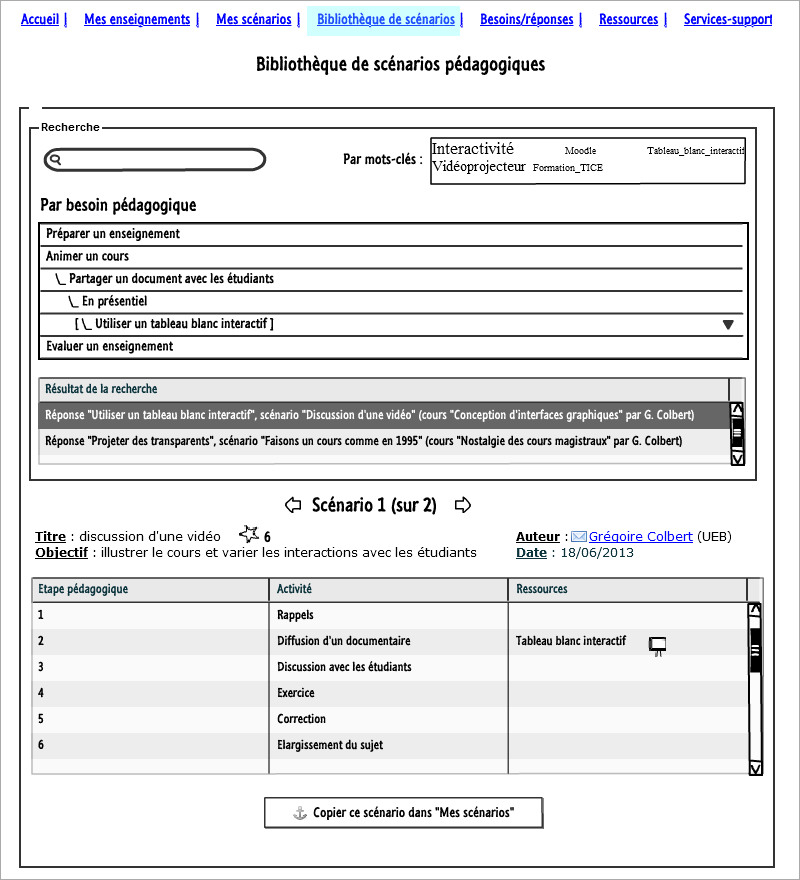 Accueil | Mes enseignements | Mes scénarios | Bibliothèque de scénarios | Besoins/réponses | Ressources | Services-support
Bibliothèque de scénarios pédagogiques
Recherche
Par mots-clés : Interactivité Moodle Tableau_blanc_interactif
Vidéoprojecteur Formation_TICE
Par besoin pédagogique
Préparer un enseignement
Animer un cours
\_ Partager un document avec les étudiants
\_ En présentiel
[ \_ Utiliser un tableau blanc interactif ]
Evaluer un enseignement
Résultat de la recherche
Réponse "Utiliser un tableau blanc interactif", scénario "Discussion d'une vidéo" (cours "Conception d'interfaces graphiques" par G. Colbert)
Réponse "Projeter des transparents", scénario "Faisons un cours comme en 1995" (cours "Nostalgie des cours magistraux" par G. Colbert)
Scénario 1 (sur 2)
Titre : discussion d'une vidéo 6 Auteur : Grégoire Colbert (UEB)
Objectif : illustrer le cours et varier les interactions avec les étudiants Date : 18/06/2013
Etape pédagogique Activité Ressources
1 Rappels
2 Diffusion d'un documentaire Tableau blanc interactif
3 Discussion avec les étudiants
4 Exercice
5 Correction
6 Elargissement du sujet
Copier ce scénario dans "Mes scénarios"